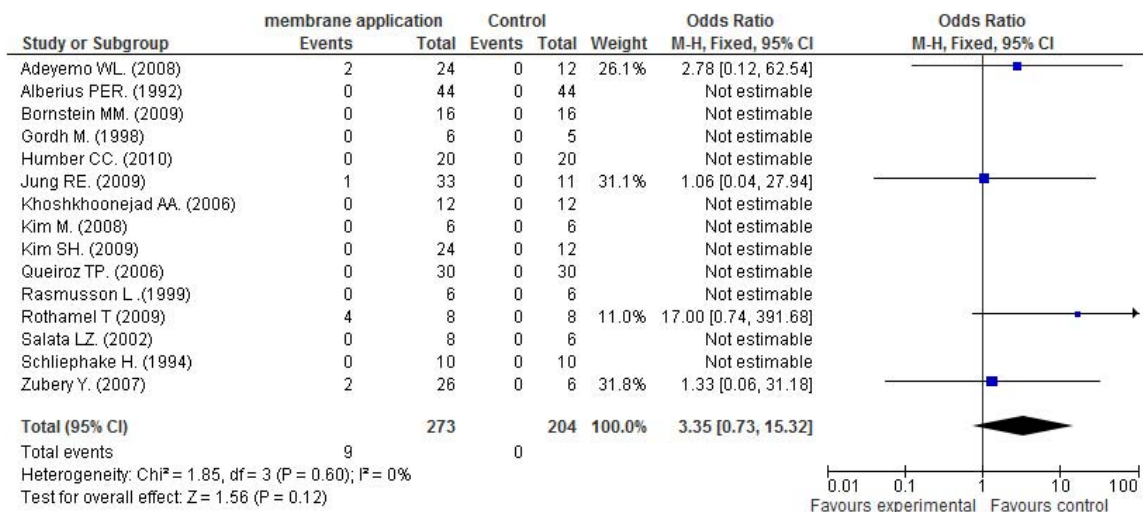 membrane application Control Odds Ratio Odds Ratio
Study or Subgroup Events Total Events Total Weight M-H, Fixed, 95% CI M-H, Fixed, 95% CI
Adeyemo WL. (2008) 2 24 0 12 26.1% 2.78 [0.12, 62.54]
Alberius PER. (1992) 0 44 0 44 Not estimable
Bornstein MM. (2009) 0 16 0 16 Not estimable
Gordh M. (1998) 0 6 0 5 Not estimable
Humber CC. (2010) 0 20 0 20 Not estimable
Jung RE. (2009) 1 33 0 11 31.1% 1.06 [0.04, 27.94]
Khoshkhoonejad AA. (2006) 0 12 0 12 Not estimable
Kim M. (2008) 0 6 0 6 Not estimable
Kim SH. (2009) 0 24 0 12 Not estimable
Queiroz TP. (2006) 0 30 0 30 Not estimable
Rasmusson L .(1999) 0 6 0 6 Not estimable
Rothamel T (2009) 4 8 0 8 11.0% 17.00 [0.74, 391.68]
Salata LZ. (2002) 0 8 0 6 Not estimable
Schliephake H. (1994) 0 10 0 10 Not estimable
Zubery Y. (2007) 2 26 0 6 31.8% 1.33 [0.06, 31.18]
Total (95% CI) 273 204 100.0% 3.35 [0.73, 15.32]
Total events 9 0
Heterogeneity: Chi² = 1.85, df = 3 (P = 0.60); I² = 0%
Test for overall effect: Z = 1.56 (P = 0.12)
0.01 0.1 1 10 100
Favours experimental Favours control